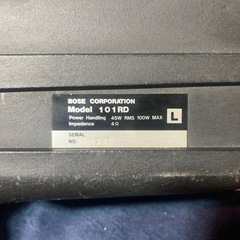 BOSE CORPORATION
Model 101RD
Power Handling 45W RMS 100W MAX
Impedance 4Ω
L
SERIAL
NO.